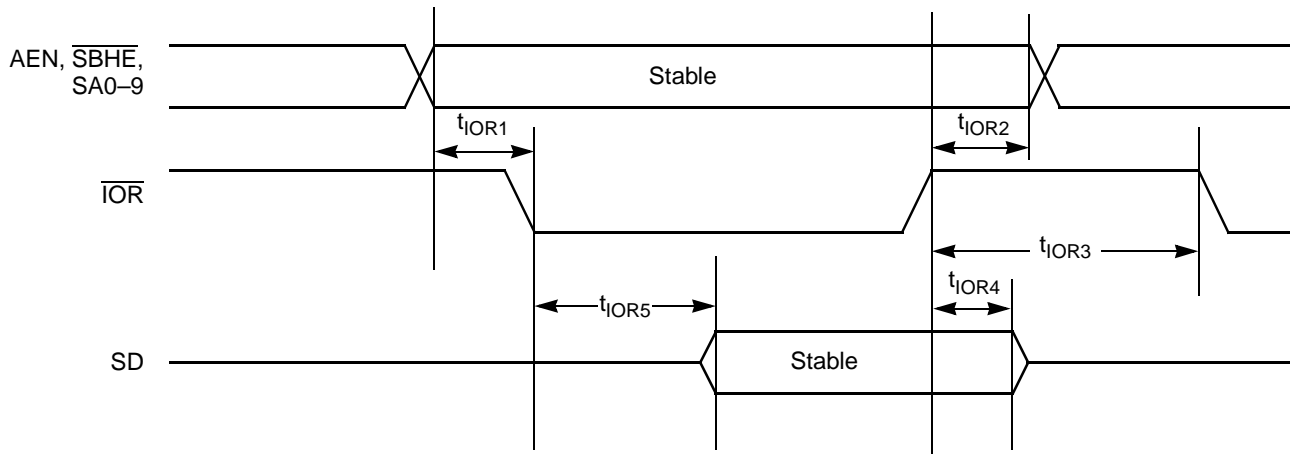 AEN, SBHE,
SA0–9
Stable
tIOR1
tIOR2
IOR
tIOR3
tIOR4
tIOR5
SD
Stable